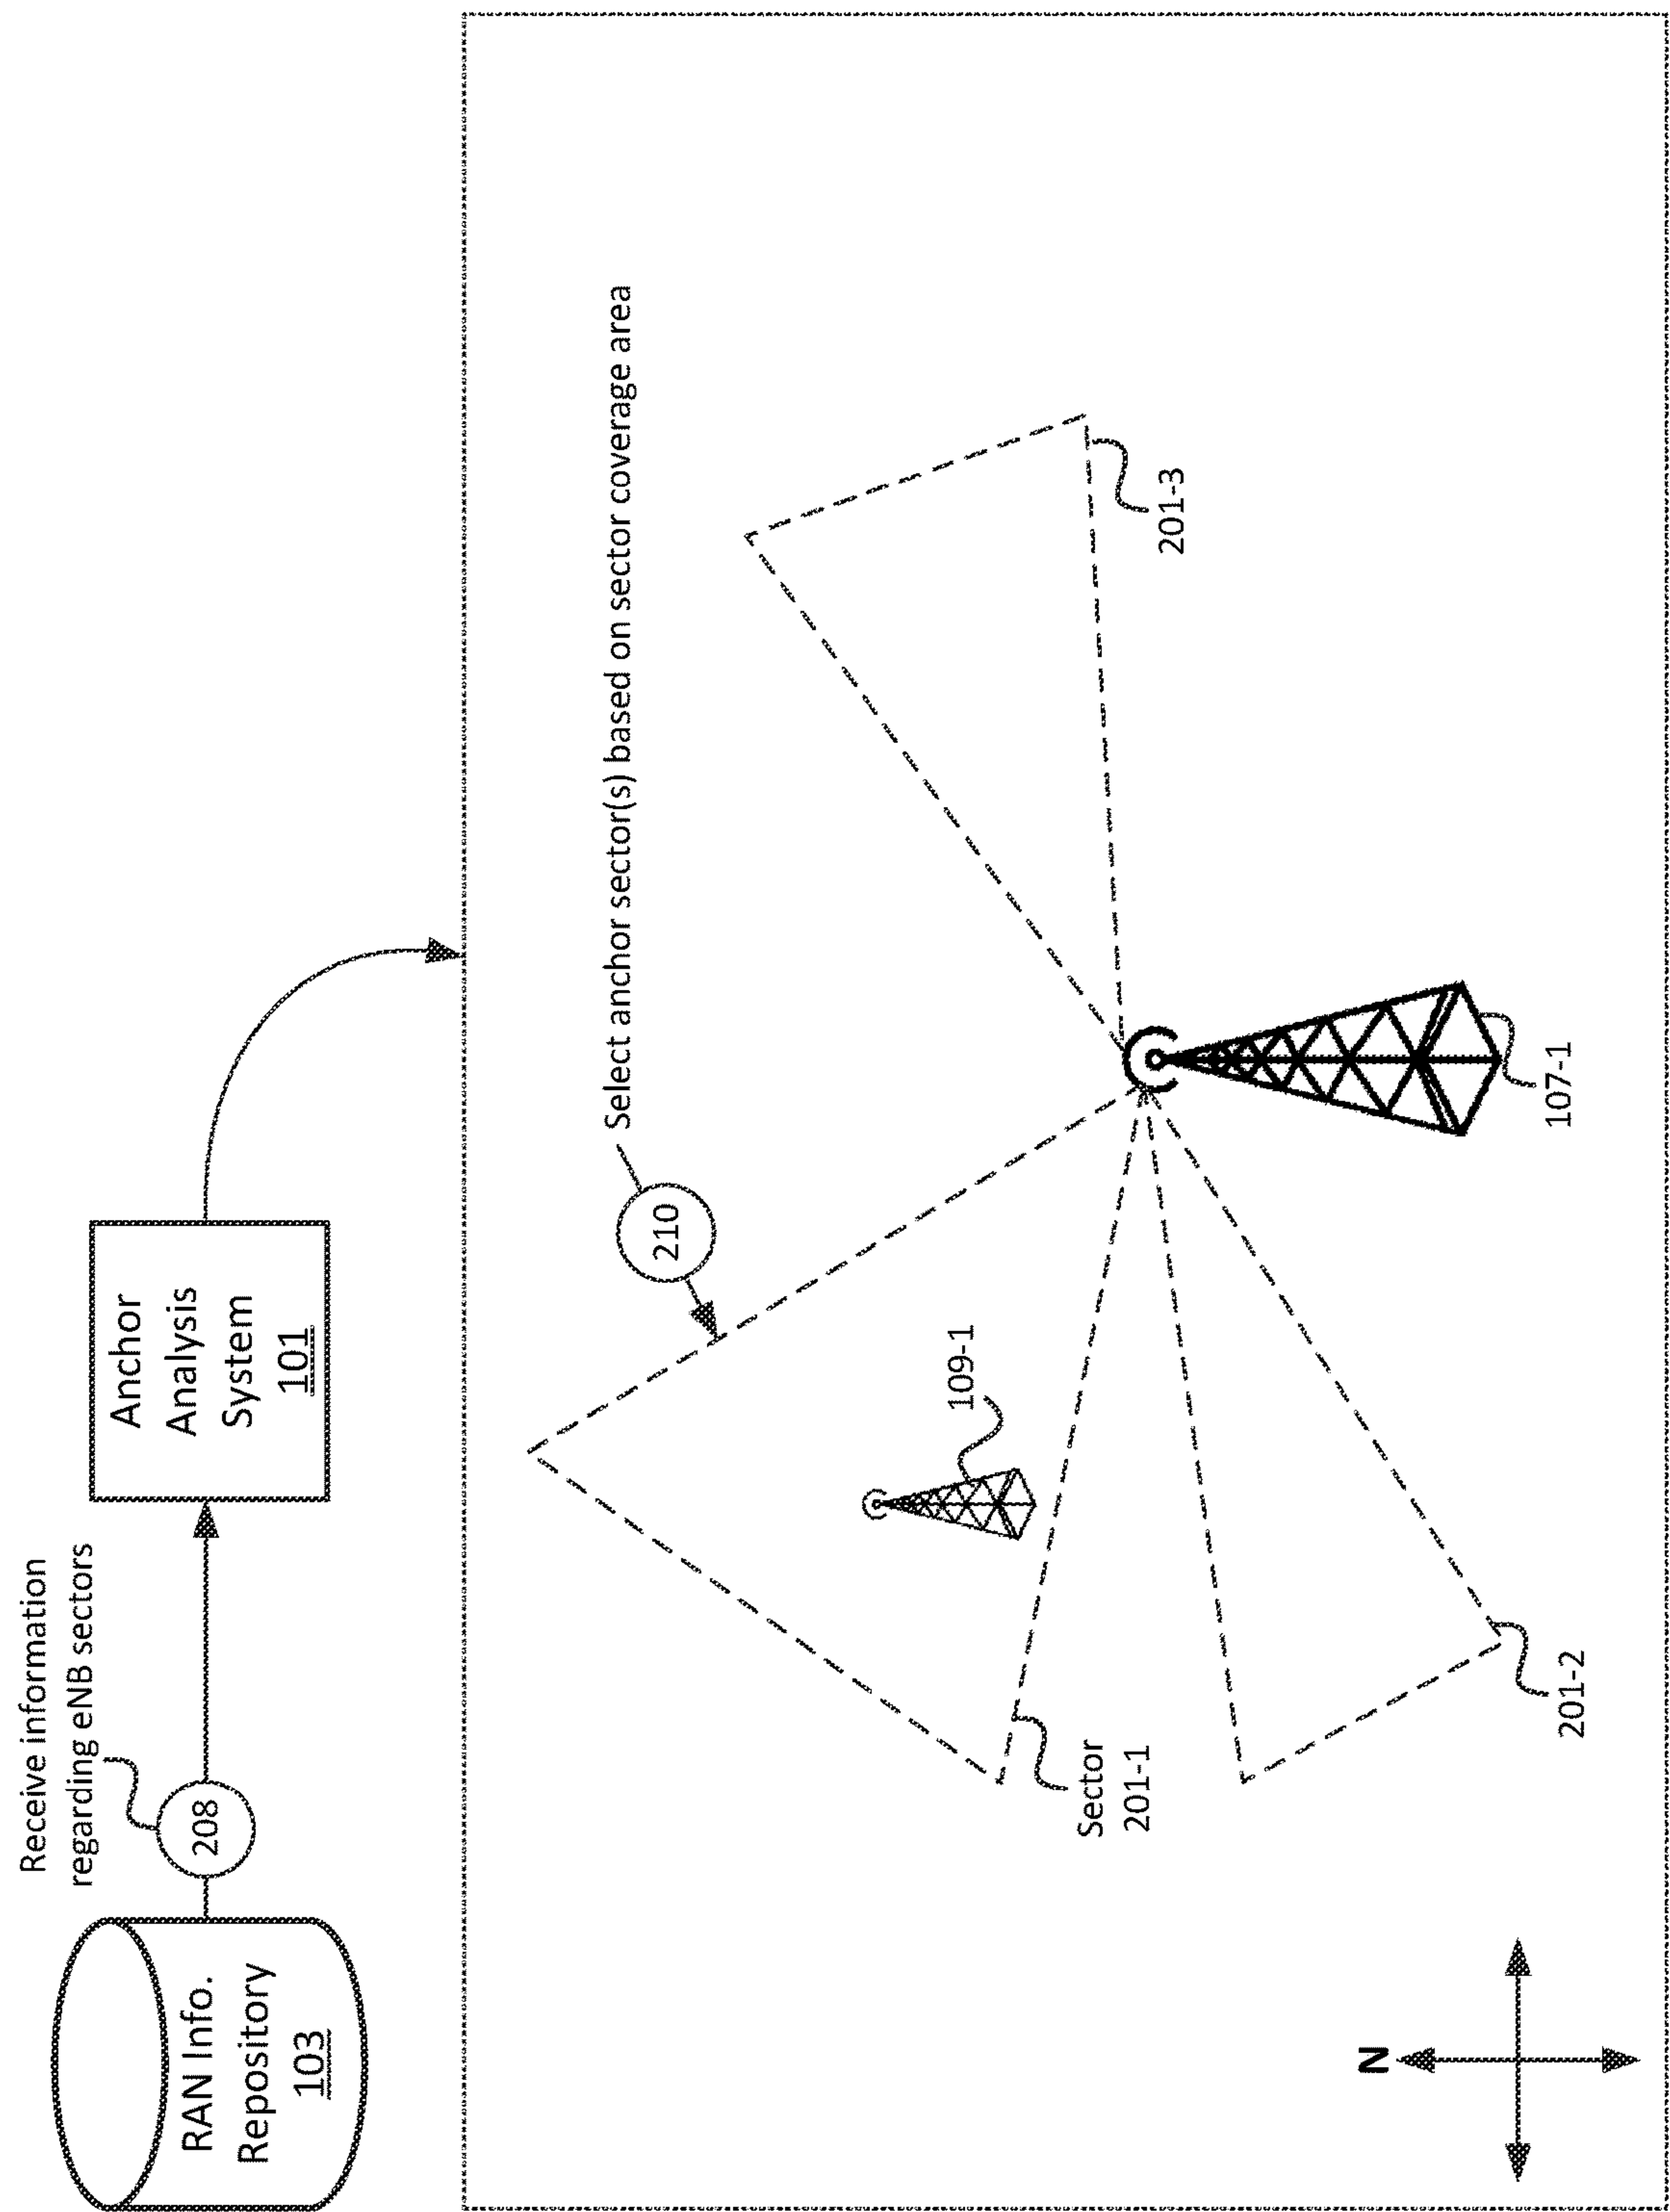 Receive information
regarding eNB sectors
208
RAN Info.
Repository
103
Anchor
Analysis
System
101
Select anchor sector(s) based on sector coverage area
210
109-1
Sector
201-1
201-2
201-3
107-1
N